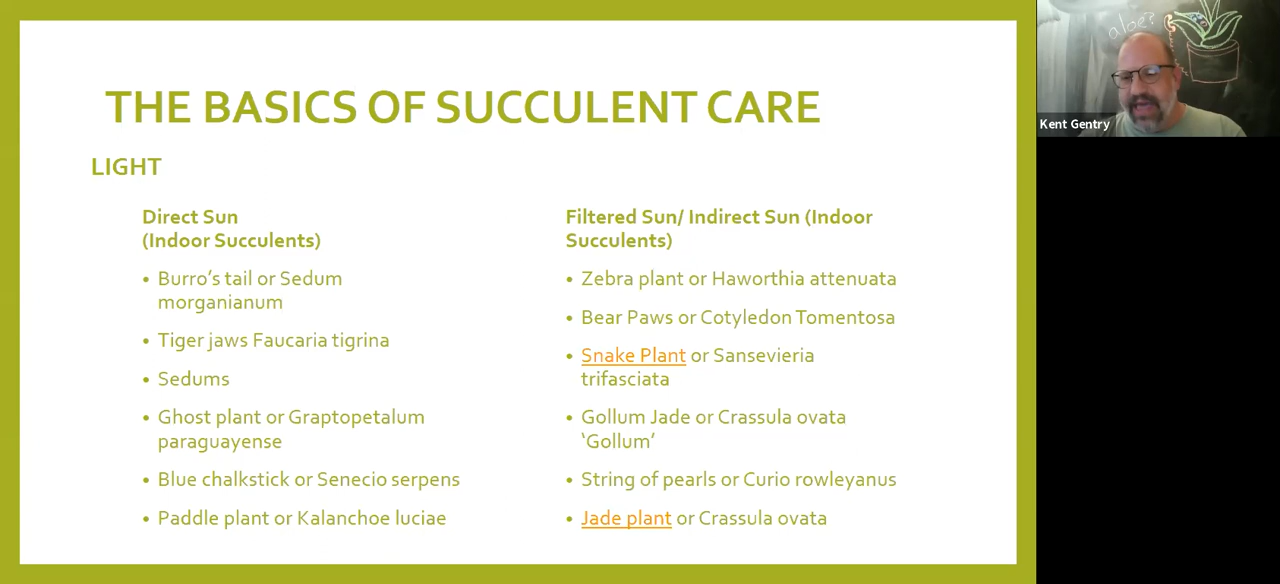 THE BASICS OF SUCCULENT CARE
LIGHT
Direct Sun
(Indoor Succulents)
• Burro’s tail or Sedum
morganianum
• Tiger jaws Faucaria tigrina
• Sedums
• Ghost plant or Graptopetalum
paraguayense
• Blue chalkstick or Senecio serpens
• Paddle plant or Kalanchoe luciae
Filtered Sun/ Indirect Sun (Indoor
Succulents)
• Zebra plant or Haworthia attenuata
• Bear Paws or Cotyledon Tomentosa
• Snake Plant or Sansevieria
trifasciata
• Gollum Jade or Crassula ovata
‘Gollum’
• String of pearls or Curio rowleyanus
• Jade plant or Crassula ovata
aloe?
Kent Gentry